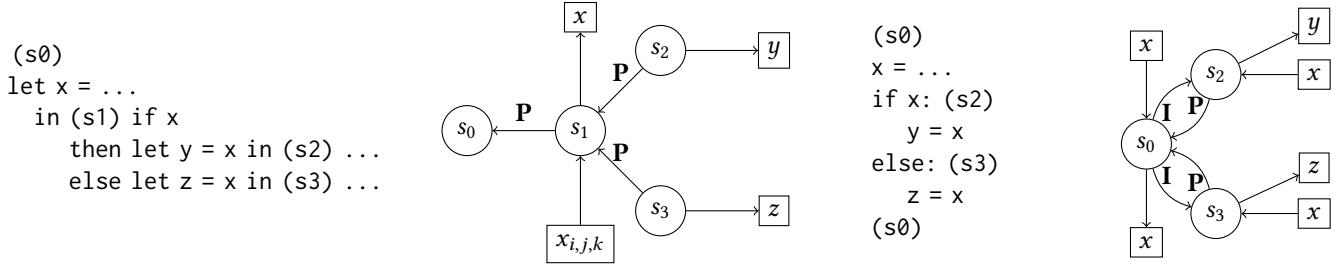 (s0)
let x = ...
in (s1) if x
then let y = x in (s2) ...
else let z = x in (s3) ...
x
s2
y
P
P
s0
s1
P
s3
z
xi,j,k
(s0)
x = ...
if x: (s2)
y = x
else: (s3)
z = x
(s0)
y
x
s2
x
I
P
s0
I
P
z
s3
x
x